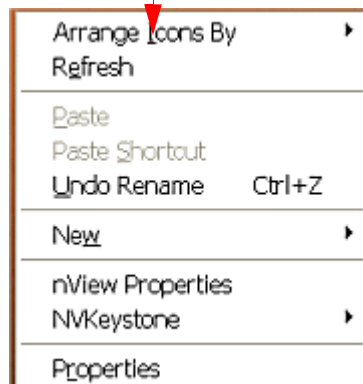 Arrange Icons By
Refresh
Paste
Paste Shortcut
Undo Rename Ctrl+Z
New
nView Properties
NVKeystone
Properties